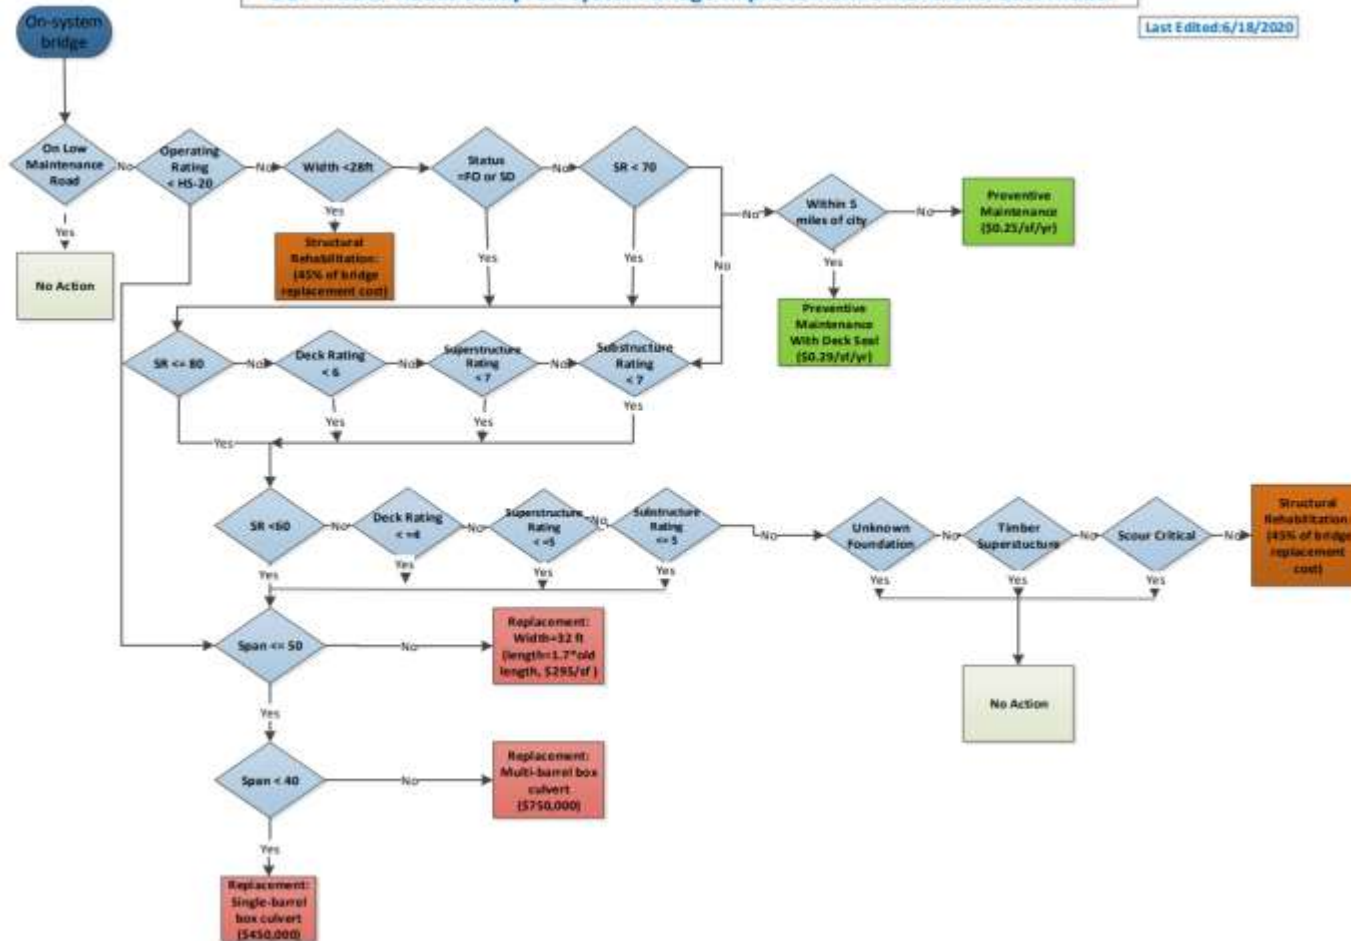 Last Edited:6/18/2020
On-system
bridge
On Low
Maintenance
Road
No
Operating
Rating
< HS-20
No
Width <28ft
Status
=FO or SD
No
SR < 70
No
Within 5
miles of city
No
Preventive
Maintenance
($0.25/sf/yr)
Yes
No Action
Yes
Structural
Rehabilitation:
(45% of bridge
replacement cost)
Yes
Yes
No
Yes
Preventive
Maintenance
With Deck Seal
($0.29/sf/yr)
SR <= 80
No
Deck Rating
< 6
No
Superstructure
Rating
< 7
No
Substructure
Rating
< 7
Yes
Yes
Yes
Yes
SR <60
No
Deck Rating
< =4
No
Superstructure
Rating
< =5
No
Substructure
Rating
<= 5
No
Unknown
Foundation
No
Timber
Superstucture
No
Scour Critical
No
Structural
Rehabilitation:
(45% of bridge
replacement
cost)
Yes
Yes
Yes
Yes
Yes
Yes
Yes
Span <= 50
No
Replacement:
Width=32 ft
(length=1.7*old
length, $295/sf )
No Action
Yes
Span < 40
No
Replacement:
Multi-barrel box
culvert
($750,000)
Yes
Replacement:
Single-barrel
box culvert
($450,000)